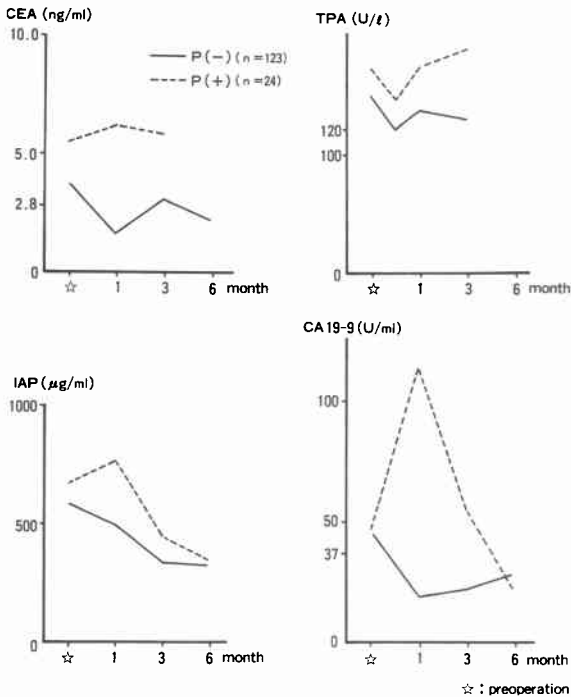 CEA (ng/ml)
10.0
5.0
2.8
0
P(−) (n=123)
P(+) (n=24)
☆ 1 3 6 month
TPA (U/ℓ)
120
100
0
☆ 1 3 6 month
IAP (μg/ml)
1000
500
0
☆ 1 3 6 month
CA19-9 (U/ml)
100
50
37
0
☆ 1 3 6 month
☆ : preoperation